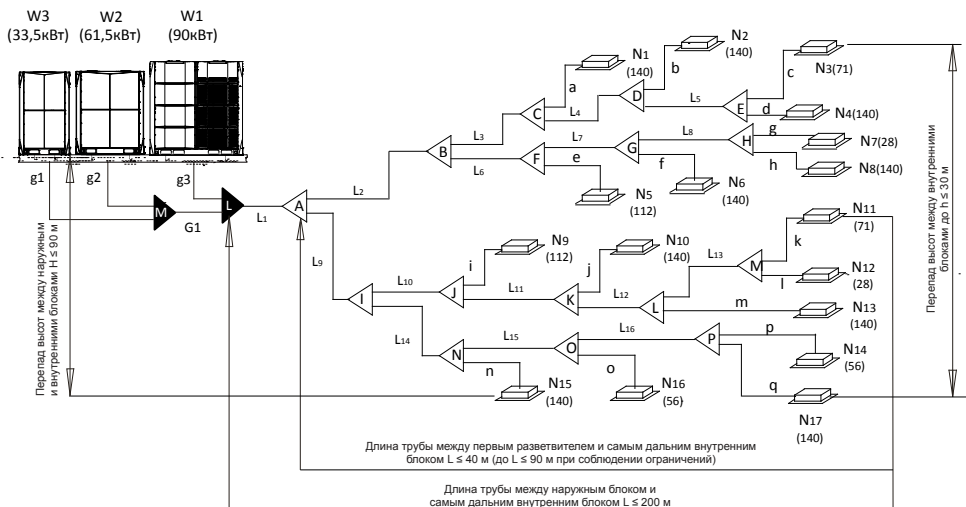 W3
(33,5кВт)
W2
(61,5кВт)
W1
(90кВт)
g1
g2
g3
M
G1
L
L1
A
L2
B
L3
C
a
N1
(140)
L4
D
b
N2
(140)
L5
E
c
N3(71)
d
N4(140)
L6
F
e
N5
(112)
L7
G
f
N6
(140)
L8
H
g
N7(28)
h
N8(140)
L9
I
L10
J
i
N9
(112)
L11
K
j
N10
(140)
L12
L
L13
M
k
N11
(71)
l
N12
(28)
m
N13
(140)
L14
N
n
N15
(140)
L15
O
o
N16
(56)
L16
P
p
N14
(56)
q
N17
(140)
Перепад высот между наружным
и внутренними блоками H ≤ 90 м
Перепад высот между внутренними
блоками до h ≤ 30 м
Длина трубы между первым разветвителем и самым дальним внутренним
блоком L ≤ 40 м (до L ≤ 90 м при соблюдении ограничений)
Длина трубы между наружным блоком и
самым дальним внутренним блоком L ≤ 200 м